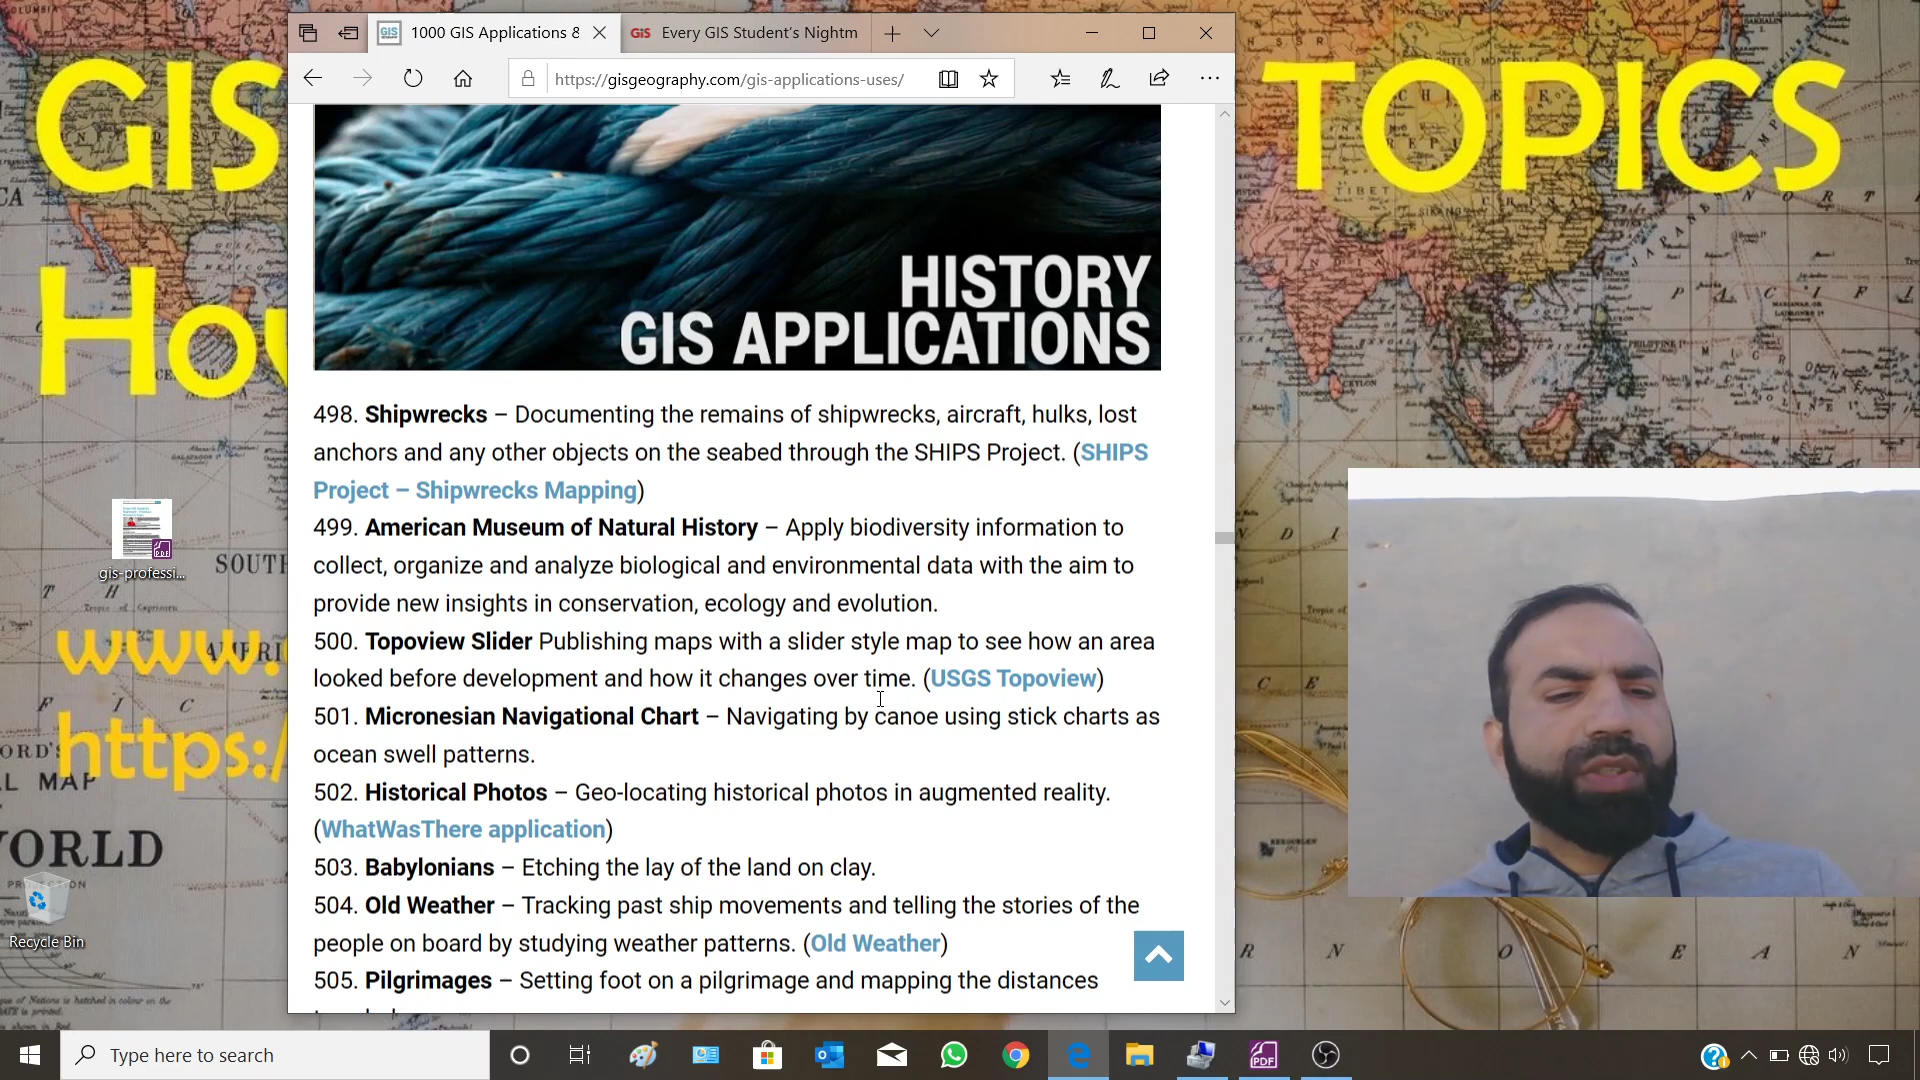 1000 GIS Applications &
GIS Every GIS Student's Nightm
https://gisgeography.com/gis-applications-uses/
GIS
TOPICS
How
HISTORY
GIS APPLICATIONS
498. Shipwrecks – Documenting the remains of shipwrecks, aircraft, hulks, lost
anchors and any other objects on the seabed through the SHIPS Project. (SHIPS
Project – Shipwrecks Mapping)
499. American Museum of Natural History – Apply biodiversity information to
collect, organize and analyze biological and environmental data with the aim to
provide new insights in conservation, ecology and evolution.
500. Topoview Slider Publishing maps with a slider style map to see how an area
looked before development and how it changes over time. (USGS Topoview)
501. Micronesian Navigational Chart – Navigating by canoe using stick charts as
ocean swell patterns.
502. Historical Photos – Geo-locating historical photos in augmented reality.
(WhatWasThere application)
503. Babylonians – Etching the lay of the land on clay.
504. Old Weather – Tracking past ship movements and telling the stories of the
people on board by studying weather patterns. (Old Weather)
505. Pilgrimages – Setting foot on a pilgrimage and mapping the distances
gis-professi...
SOUTH
www.
https:/
WORLD
Recycle Bin
Type here to search
PDF